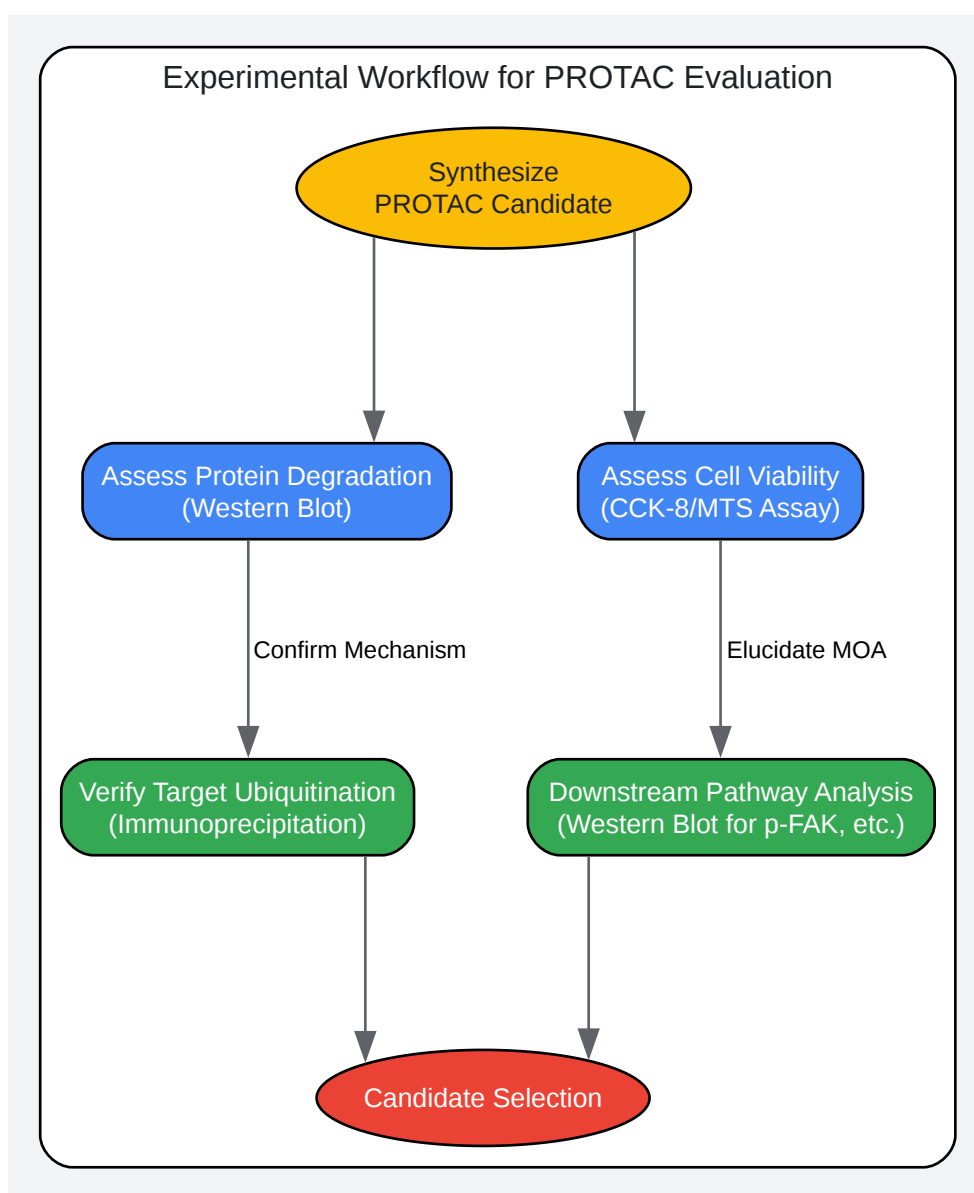 Experimental Workflow for PROTAC Evaluation
Synthesize
PROTAC Candidate
Assess Protein Degradation
(Western Blot)
Assess Cell Viability
(CCK-8/MTS Assay)
Confirm Mechanism
Elucidate MOA
Verify Target Ubiquitination
(Immunoprecipitation)
Downstream Pathway Analysis
(Western Blot for p-FAK, etc.)
Candidate Selection